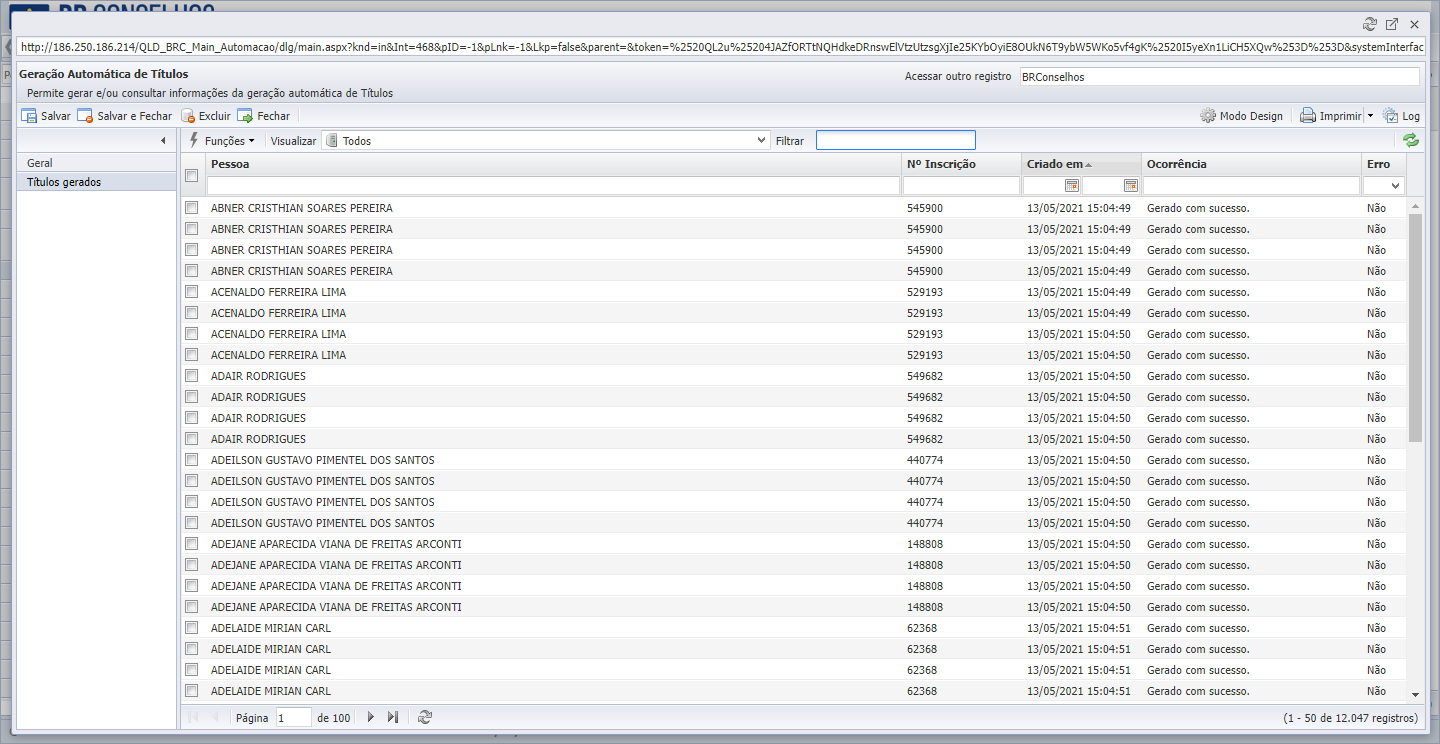 BR CONSELHOS
http://186.250.186.214/QLD_BRC_Main_Automacao/dlg/main.aspx?knd=in&Int=468&pID=-1&pLnk=-1&Lkp=false&parent=&token=%2520QL2u%25204JAZfORTtNQHdkeDRnswElVtzUtzsgXjIe25KYbOyiE8OUkN6T9ybW5WKo5vf4gK%2520I5yeXn1LiCH5XQw%253D%253D&systemInterfac
Geração Automática de Títulos
Acessar outro registro BRConselhos
Permite gerar e/ou consultar informações da geração automática de Títulos
Salvar Salvar e Fechar Excluir Fechar Modo Design Imprimir Log
Funções Visualizar Todos Filtrar
Geral
Títulos gerados
Pessoa Nº Inscrição Criado em Ocorrência Erro
ABNER CRISTHIAN SOARES PEREIRA 545900 13/05/2021 15:04:49 Gerado com sucesso. Não
ABNER CRISTHIAN SOARES PEREIRA 545900 13/05/2021 15:04:49 Gerado com sucesso. Não
ABNER CRISTHIAN SOARES PEREIRA 545900 13/05/2021 15:04:49 Gerado com sucesso. Não
ABNER CRISTHIAN SOARES PEREIRA 545900 13/05/2021 15:04:49 Gerado com sucesso. Não
ACENALDO FERREIRA LIMA 529193 13/05/2021 15:04:49 Gerado com sucesso. Não
ACENALDO FERREIRA LIMA 529193 13/05/2021 15:04:49 Gerado com sucesso. Não
ACENALDO FERREIRA LIMA 529193 13/05/2021 15:04:50 Gerado com sucesso. Não
ACENALDO FERREIRA LIMA 529193 13/05/2021 15:04:50 Gerado com sucesso. Não
ADAIR RODRIGUES 549682 13/05/2021 15:04:50 Gerado com sucesso. Não
ADAIR RODRIGUES 549682 13/05/2021 15:04:50 Gerado com sucesso. Não
ADAIR RODRIGUES 549682 13/05/2021 15:04:50 Gerado com sucesso. Não
ADAIR RODRIGUES 549682 13/05/2021 15:04:50 Gerado com sucesso. Não
ADEILSON GUSTAVO PIMENTEL DOS SANTOS 440774 13/05/2021 15:04:50 Gerado com sucesso. Não
ADEILSON GUSTAVO PIMENTEL DOS SANTOS 440774 13/05/2021 15:04:50 Gerado com sucesso. Não
ADEILSON GUSTAVO PIMENTEL DOS SANTOS 440774 13/05/2021 15:04:50 Gerado com sucesso. Não
ADEILSON GUSTAVO PIMENTEL DOS SANTOS 440774 13/05/2021 15:04:50 Gerado com sucesso. Não
ADEJANE APARECIDA VIANA DE FREITAS ARCONTI 148808 13/05/2021 15:04:50 Gerado com sucesso. Não
ADEJANE APARECIDA VIANA DE FREITAS ARCONTI 148808 13/05/2021 15:04:50 Gerado com sucesso. Não
ADEJANE APARECIDA VIANA DE FREITAS ARCONTI 148808 13/05/2021 15:04:50 Gerado com sucesso. Não
ADEJANE APARECIDA VIANA DE FREITAS ARCONTI 148808 13/05/2021 15:04:50 Gerado com sucesso. Não
ADELAIDE MIRIAN CARL 62368 13/05/2021 15:04:51 Gerado com sucesso. Não
ADELAIDE MIRIAN CARL 62368 13/05/2021 15:04:51 Gerado com sucesso. Não
ADELAIDE MIRIAN CARL 62368 13/05/2021 15:04:51 Gerado com sucesso. Não
ADELAIDE MIRIAN CARL 62368 13/05/2021 15:04:51 Gerado com sucesso. Não
Página 1 de 100 (1 - 50 de 12.047 registros)